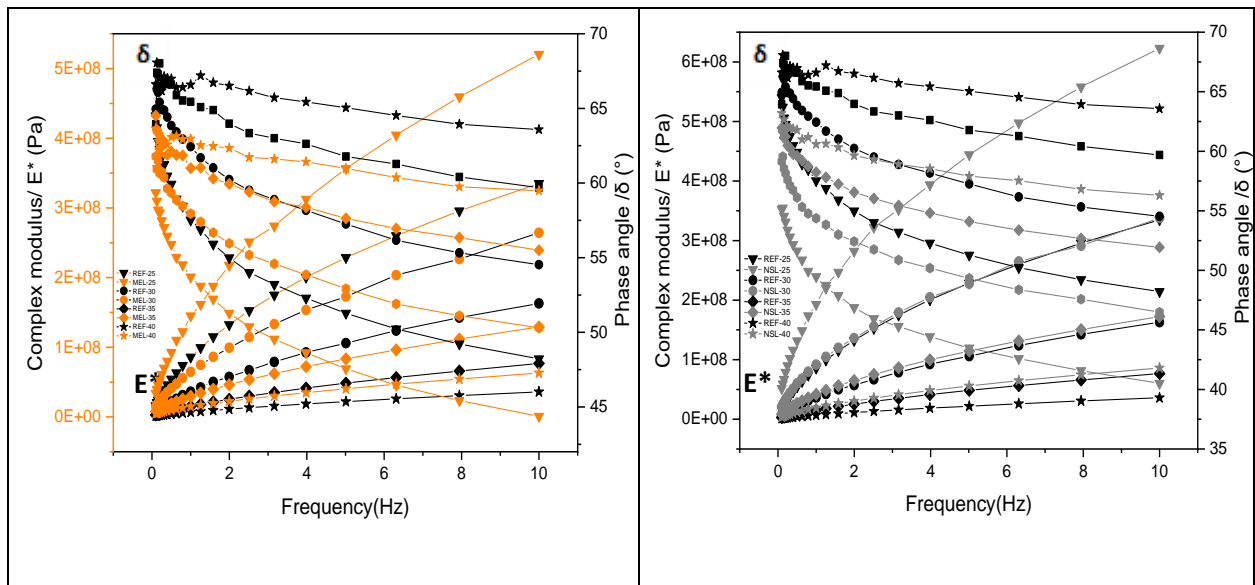 δ
E*
Complex modulus/ E* (Pa)
5E+08
4E+08
3E+08
2E+08
1E+08
0E+00
70
65
60
55
50
45
Phase angle /δ (°)
REF-25
MEL-25
REF-30
MEL-30
REF-35
MEL-35
REF-40
MEL-40
0 2 4 6 8 10
Frequency(Hz)
δ
E*
Complex modulus/ E* (Pa)
6E+08
5E+08
4E+08
3E+08
2E+08
1E+08
0E+00
70
65
60
55
50
45
40
35
Phase angle /δ (°)
REF-25
NSL-25
REF-30
NSL-30
REF-35
NSL-35
REF-40
NSL-40
0 2 4 6 8 10
Frequency(Hz)